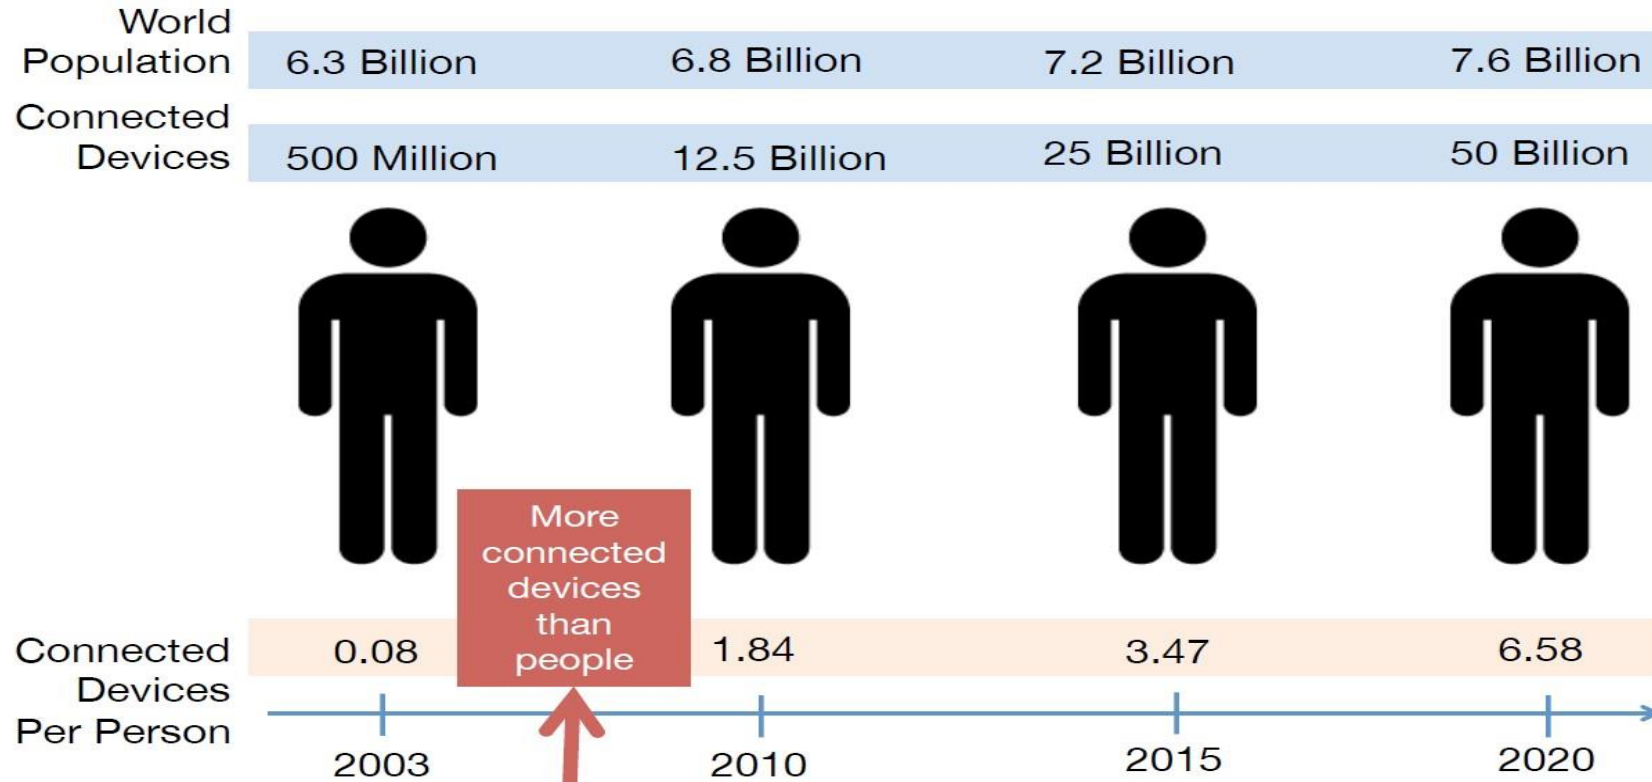 World
Population
6.3 Billion 6.8 Billion 7.2 Billion 7.6 Billion
Connected
Devices
500 Million 12.5 Billion 25 Billion 50 Billion
More
connected
devices
than
people
Connected
Devices
Per Person
0.08 1.84 3.47 6.58
2003 2010 2015 2020